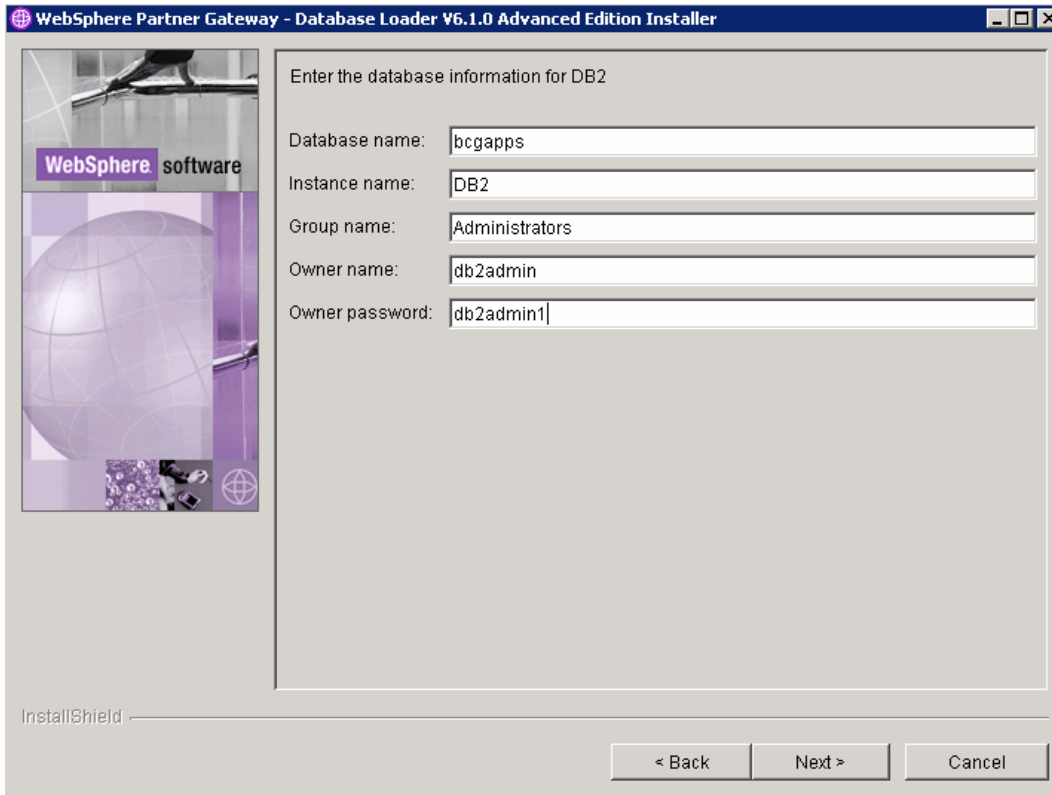 WebSphere Partner Gateway - Database Loader V6.1.0 Advanced Edition Installer
WebSphere. software
Enter the database information for DB2
Database name: bcgapps
Instance name: DB2
Group name: Administrators
Owner name: db2admin
Owner password: db2admin1
InstallShield
< Back Next > Cancel